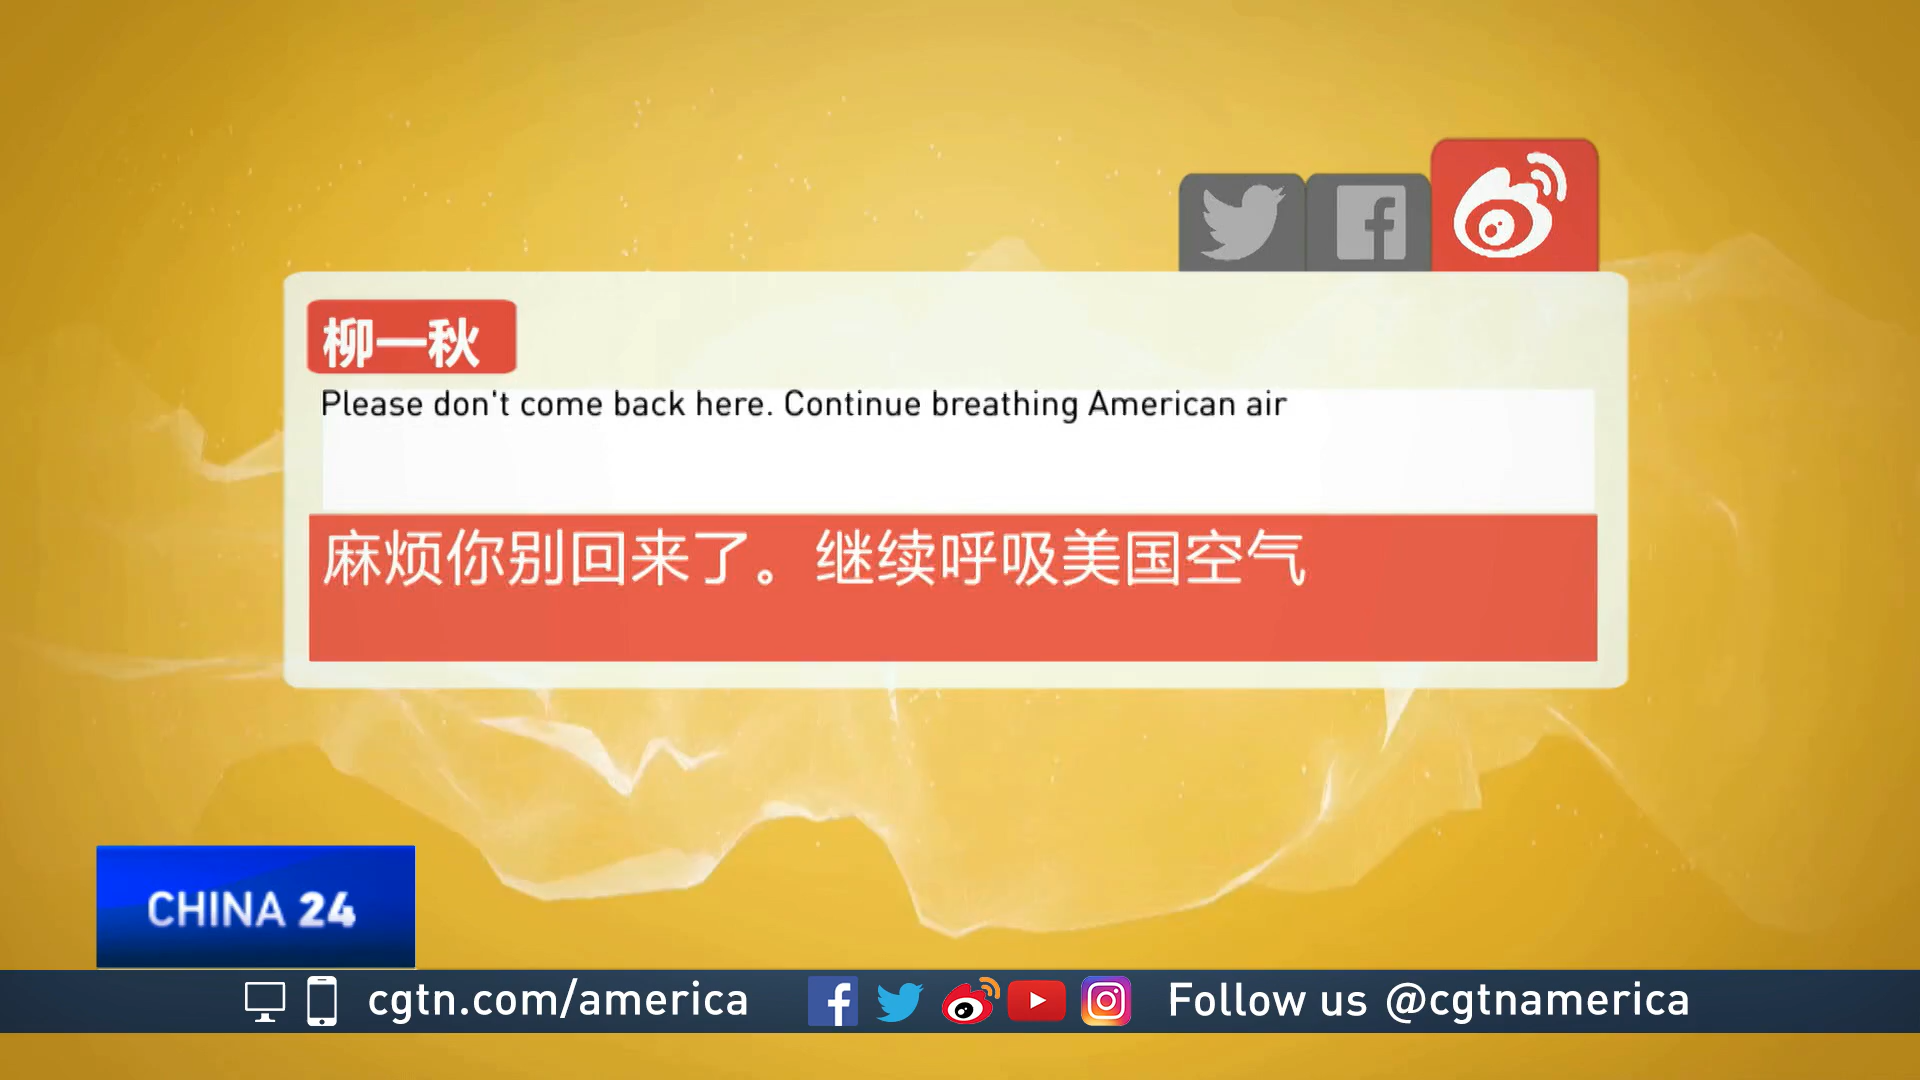 柳一秋
Please don't come back here. Continue breathing American air
麻烦你别回来了。继续呼吸美国空气
CHINA 24
cgtn.com/america
Follow us @cgtnamerica